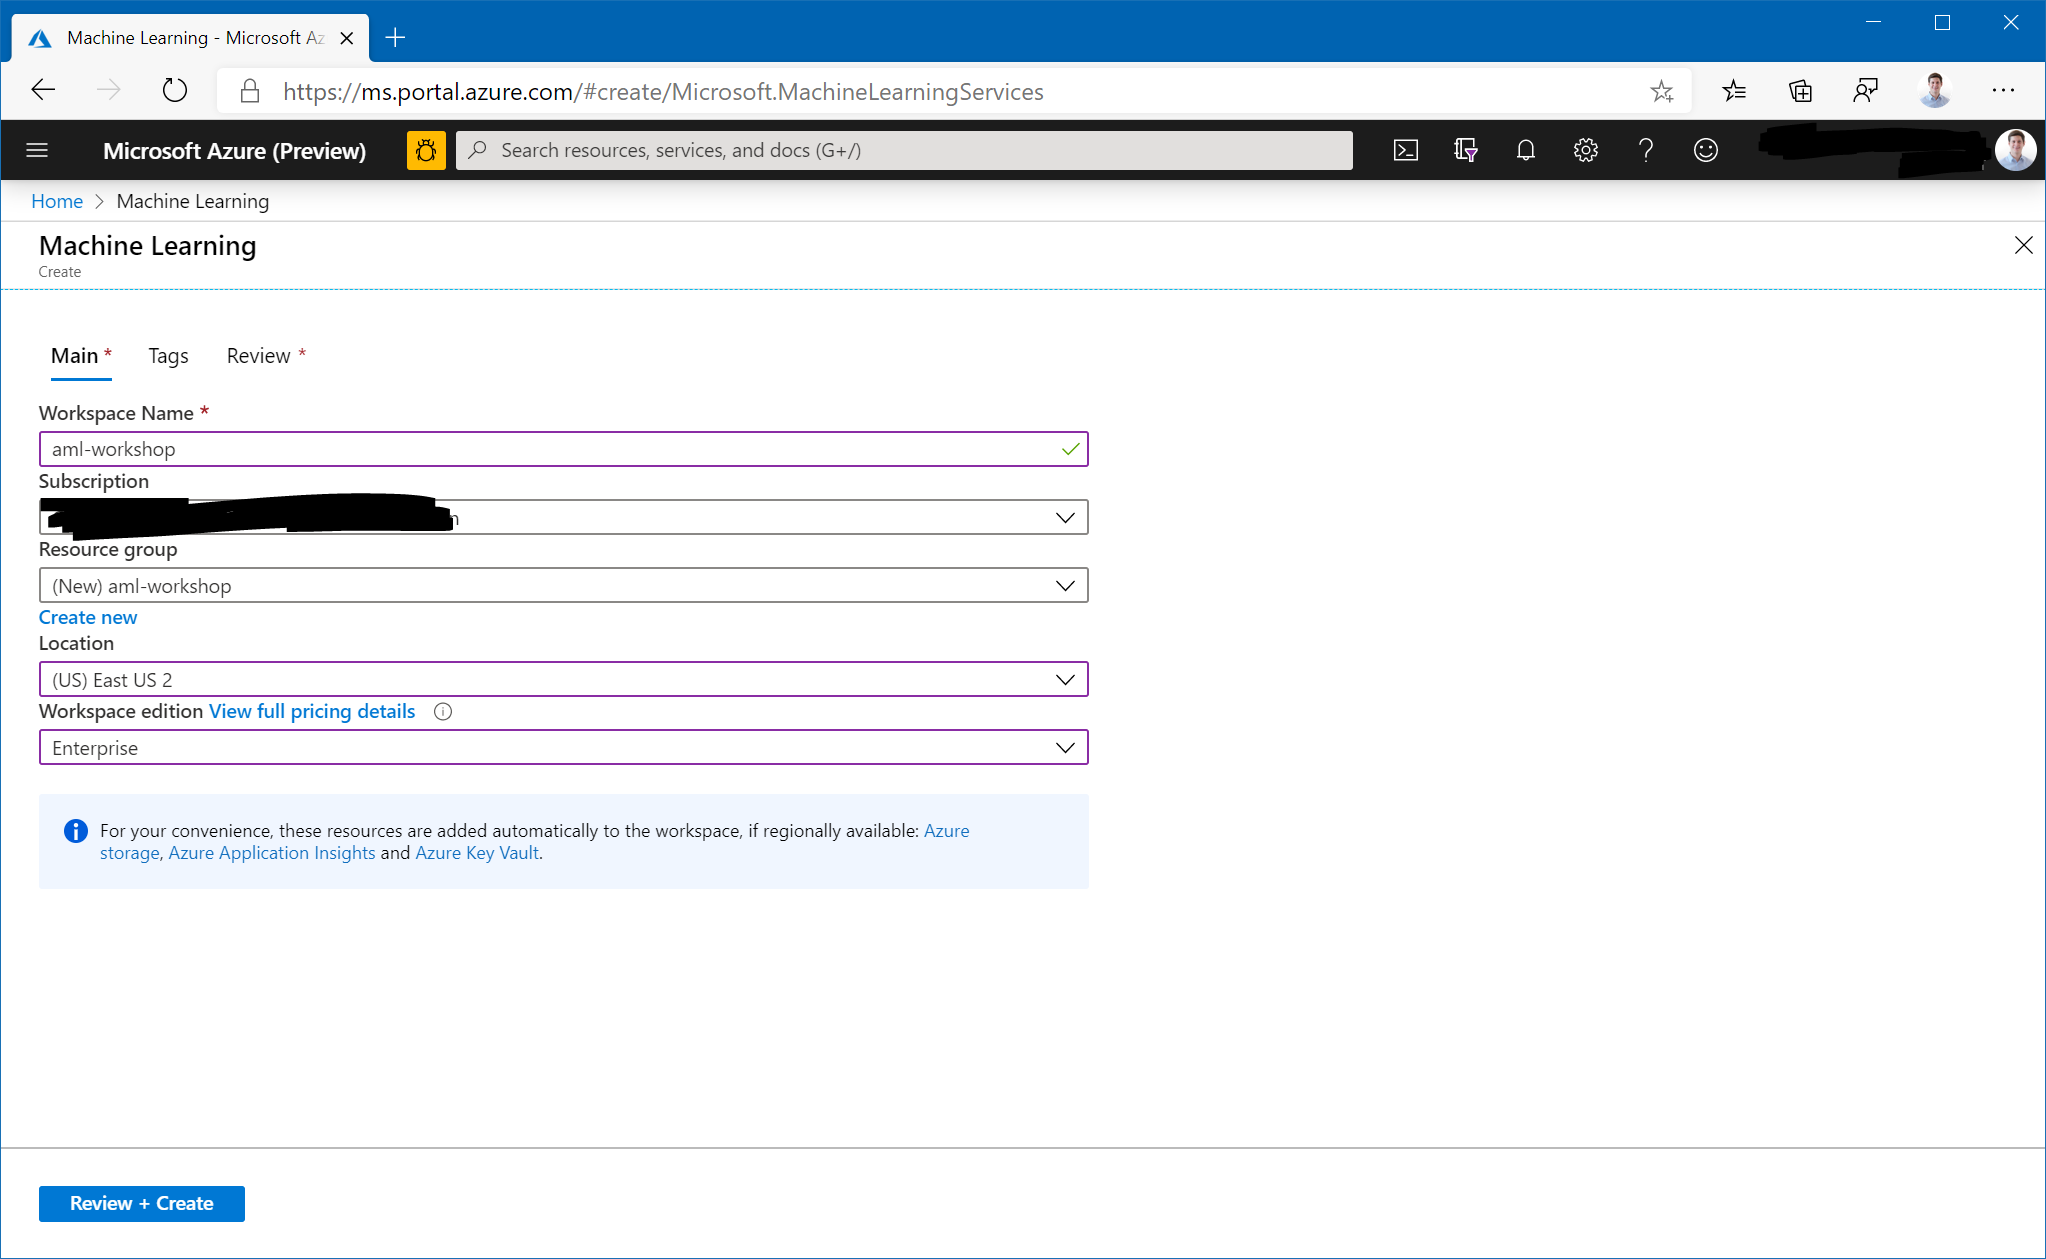 Machine Learning - Microsoft Az
https://ms.portal.azure.com/#create/Microsoft.MachineLearningServices
Microsoft Azure (Preview)
Search resources, services, and docs (G+/)
Home > Machine Learning
Machine Learning
Create
Main * Tags Review *
Workspace Name *
aml-workshop
Subscription
Resource group
(New) aml-workshop
Create new
Location
(US) East US 2
Workspace edition View full pricing details
Enterprise
For your convenience, these resources are added automatically to the workspace, if regionally available: Azure
storage, Azure Application Insights and Azure Key Vault.
Review + Create